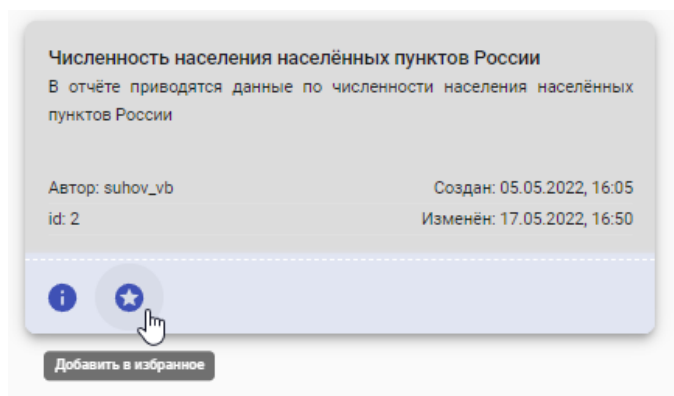 Численность населения населённых пунктов России
В отчёте приводятся данные по численности населения населённых
пунктов России
Автор: suhov_vb
Создан: 05.05.2022, 16:05
id: 2
Изменён: 17.05.2022, 16:50
Добавить в избранное